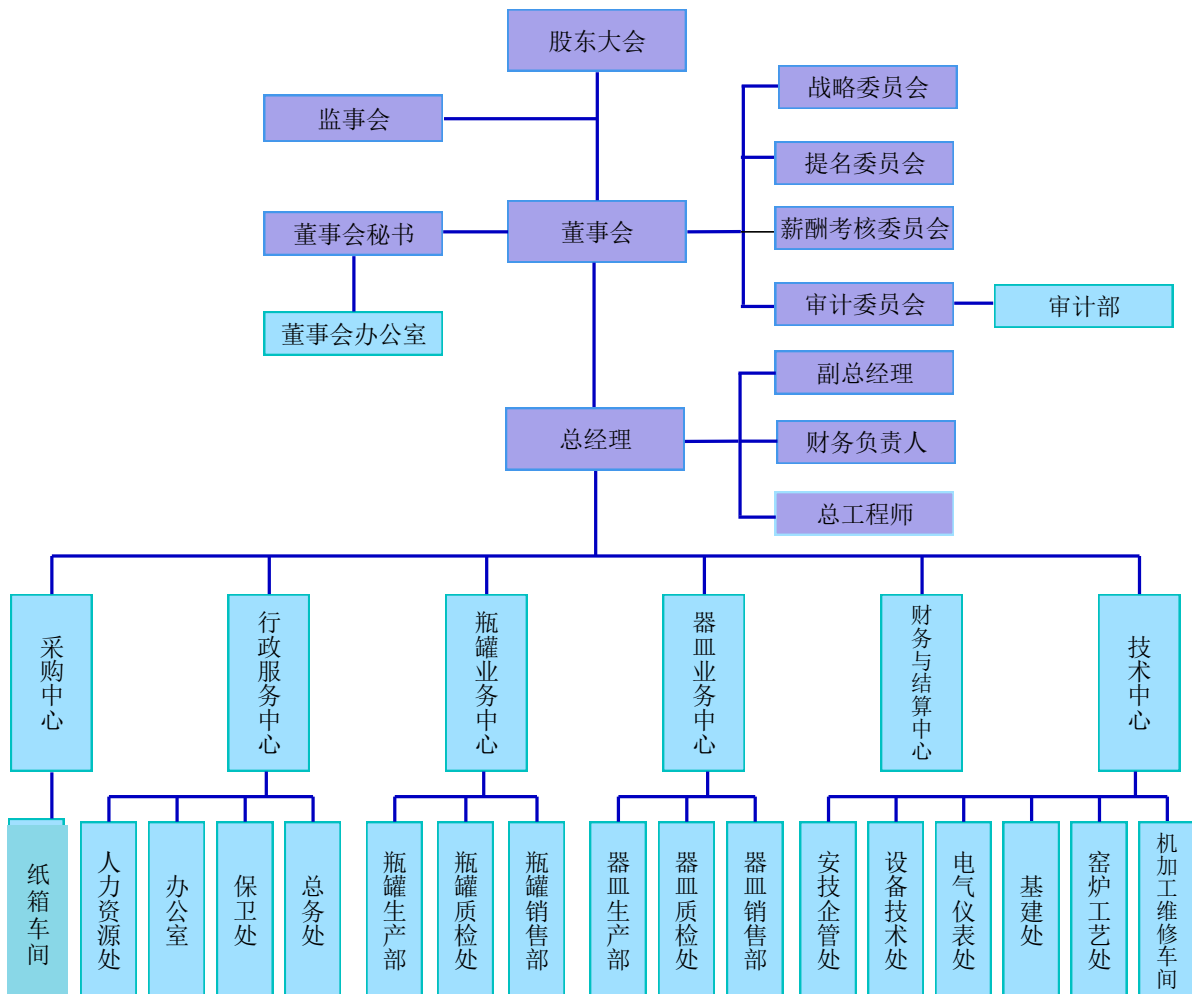 股东大会
战略委员会
监事会
提名委员会
董事会秘书
董事会
薪酬考核委员会
审计委员会
审计部
董事会办公室
副总经理
总经理
财务负责人
总工程师
采购中心
行政服务中心
瓶罐业务中心
器皿业务中心
财务与结算中心
技术中心
纸箱车间
人力资源处
办公室
保卫处
总务处
瓶罐生产部
瓶罐质检处
瓶罐销售部
器皿生产部
器皿质检处
器皿销售部
安技企管处
设备技术处
电气仪表处
基建处
窑炉工艺处
机加工维修车间